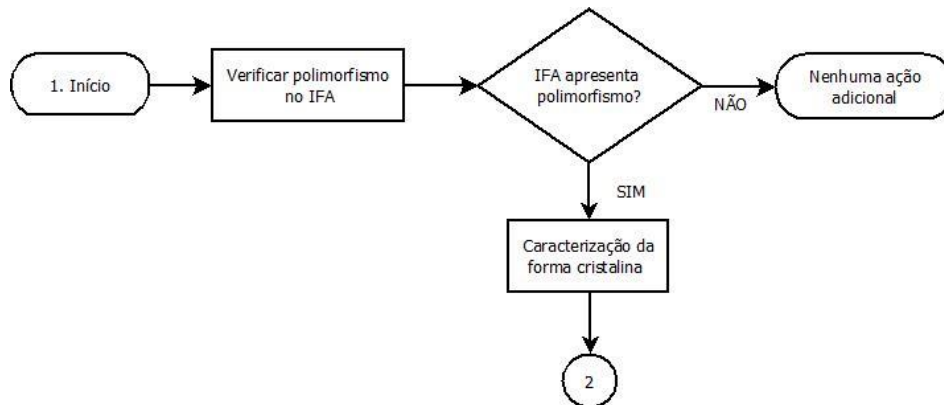 1. Início
Verificar polimorfismo
no IFA
IFA apresenta
polimorfismo?
NÃO
Nenhuma ação
adicional
SIM
Caracterização da
forma cristalina
2